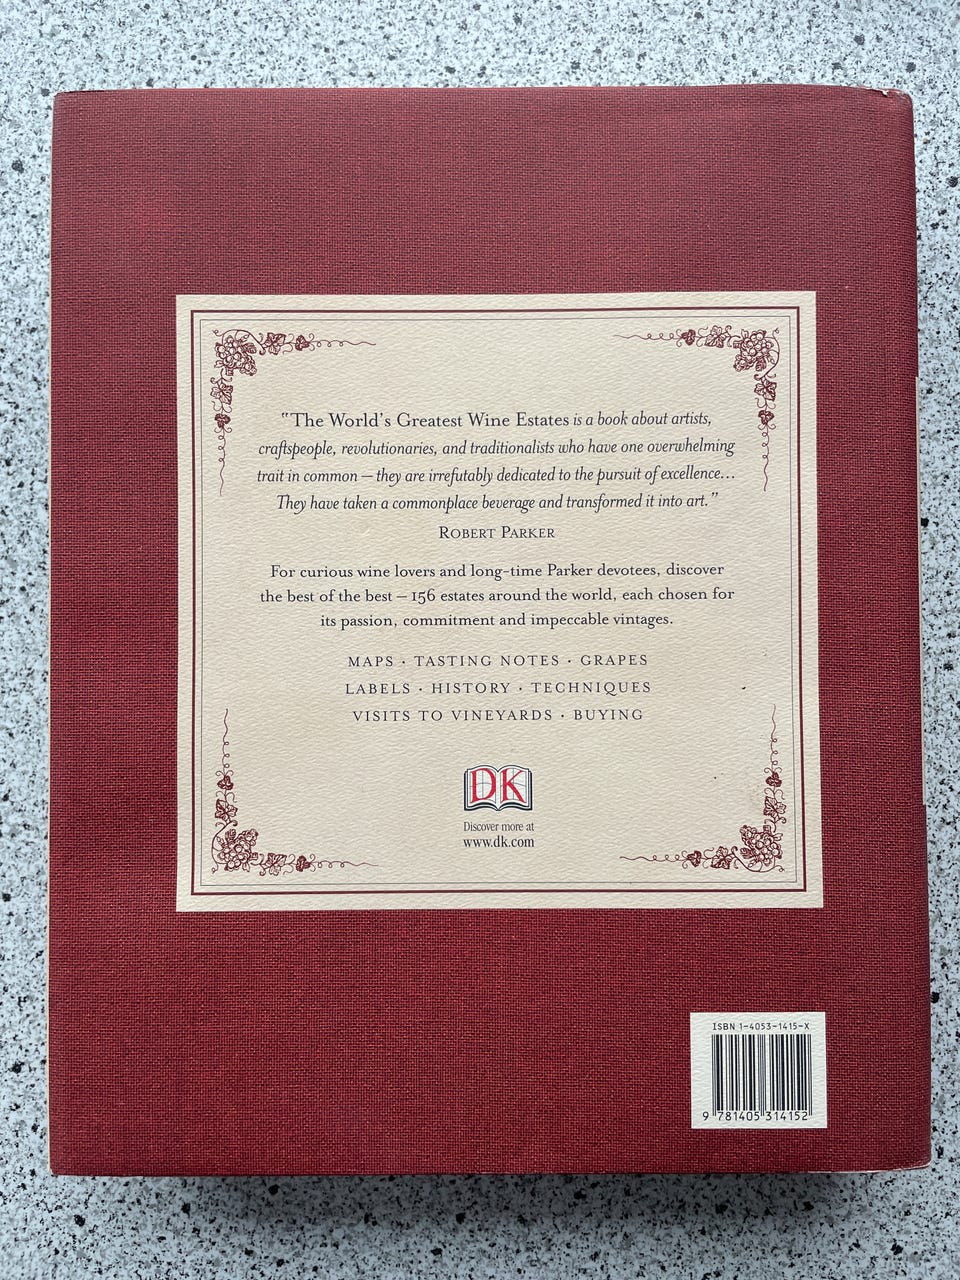 "The World's Greatest Wine Estates is a book about artists,
craftspeople, revolutionaries, and traditionalists who have one overwhelming
trait in common – they are irrefutably dedicated to the pursuit of excellence...
They have taken a commonplace beverage and transformed it into art."
ROBERT PARKER
For curious wine lovers and long-time Parker devotees, discover
the best of the best – 156 estates around the world, each chosen for
its passion, commitment and impeccable vintages.
MAPS · TASTING NOTES · GRAPES
LABELS · HISTORY · TECHNIQUES
VISITS TO VINEYARDS · BUYING
DK
Discover more at
www.dk.com
ISBN 1-4053-1415-X
9 781405 314152